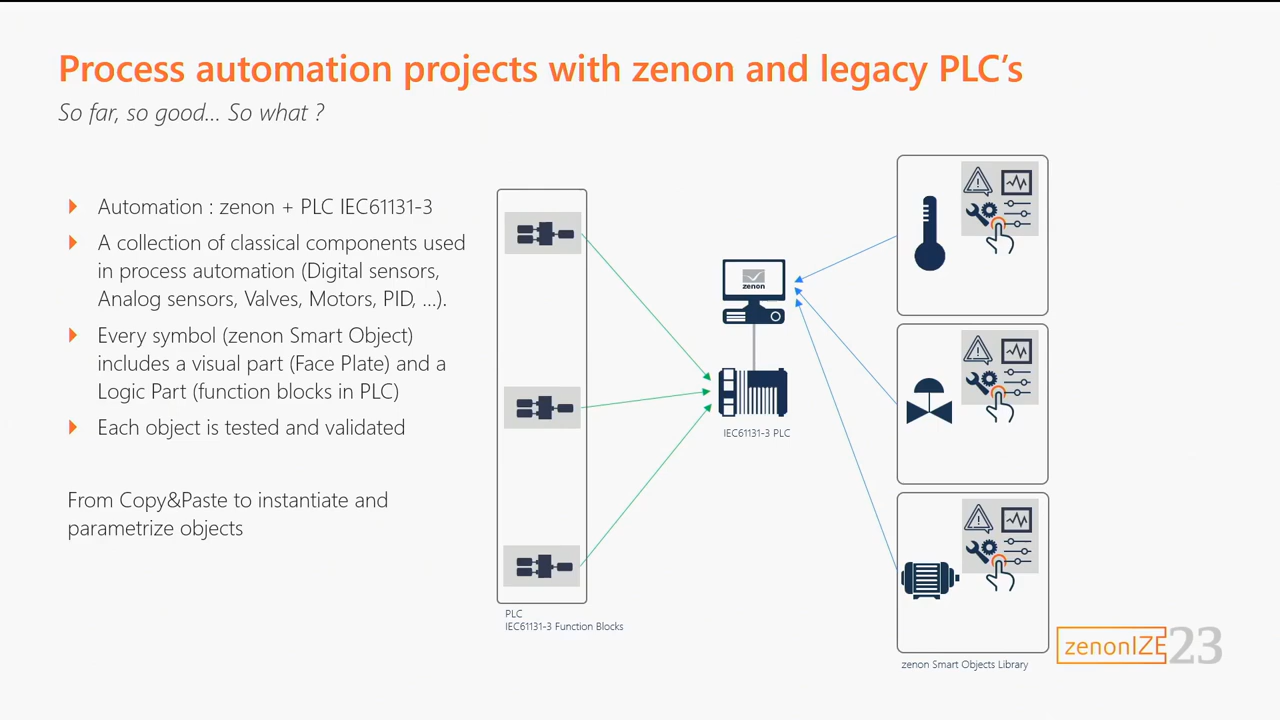 Process automation projects with zenon and legacy PLC's
So far, so good... So what ?
Automation : zenon + PLC IEC61131-3
A collection of classical components used
in process automation (Digital sensors,
Analog sensors, Valves, Motors, PID, ...).
Every symbol (zenon Smart Object)
includes a visual part (Face Plate) and a
Logic Part (function blocks in PLC)
Each object is tested and validated
From Copy&Paste to instantiate and
parametrize objects
PLC
IEC61131-3 Function Blocks
zenon
IEC61131-3 PLC
zenon Smart Objects Library
zenonIZE23